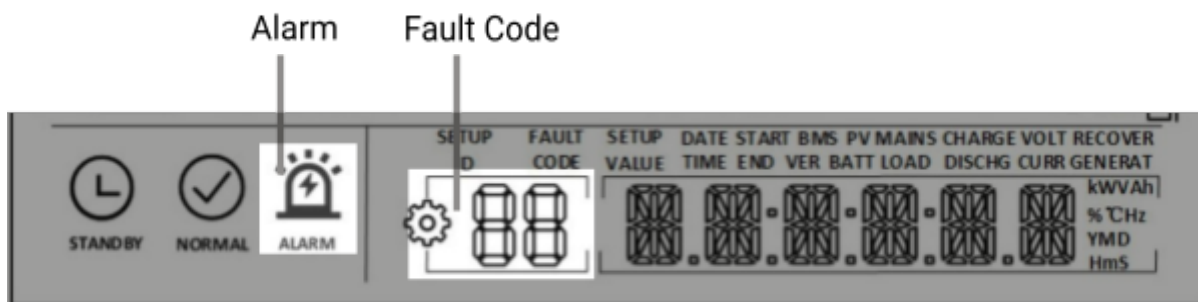 Alarm Fault Code
SETUP FAULT SETUP DATE START BMS PV MAINS CHARGE VOLT RECOVER
ID CODE VALUE TIME END VER BATT LOAD DISCHG CURR GENERAT
88
kWVAh
% ℃Hz
YMD
HmS
STANDBY NORMAL ALARM